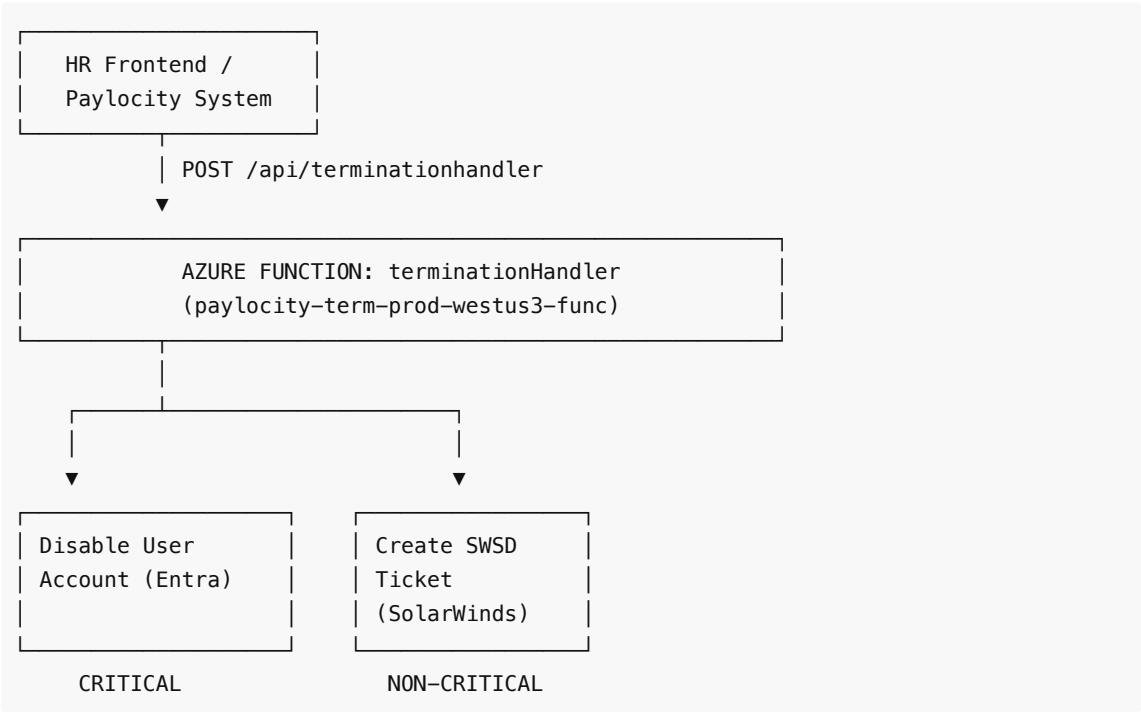 HR Frontend /
Paylocity System
POST /api/terminationhandler
AZURE FUNCTION: terminationHandler
(paylocity-term-prod-westus3-func)
Disable User
Account (Entra)
Create SWSD
Ticket
(SolarWinds)
CRITICAL
NON-CRITICAL